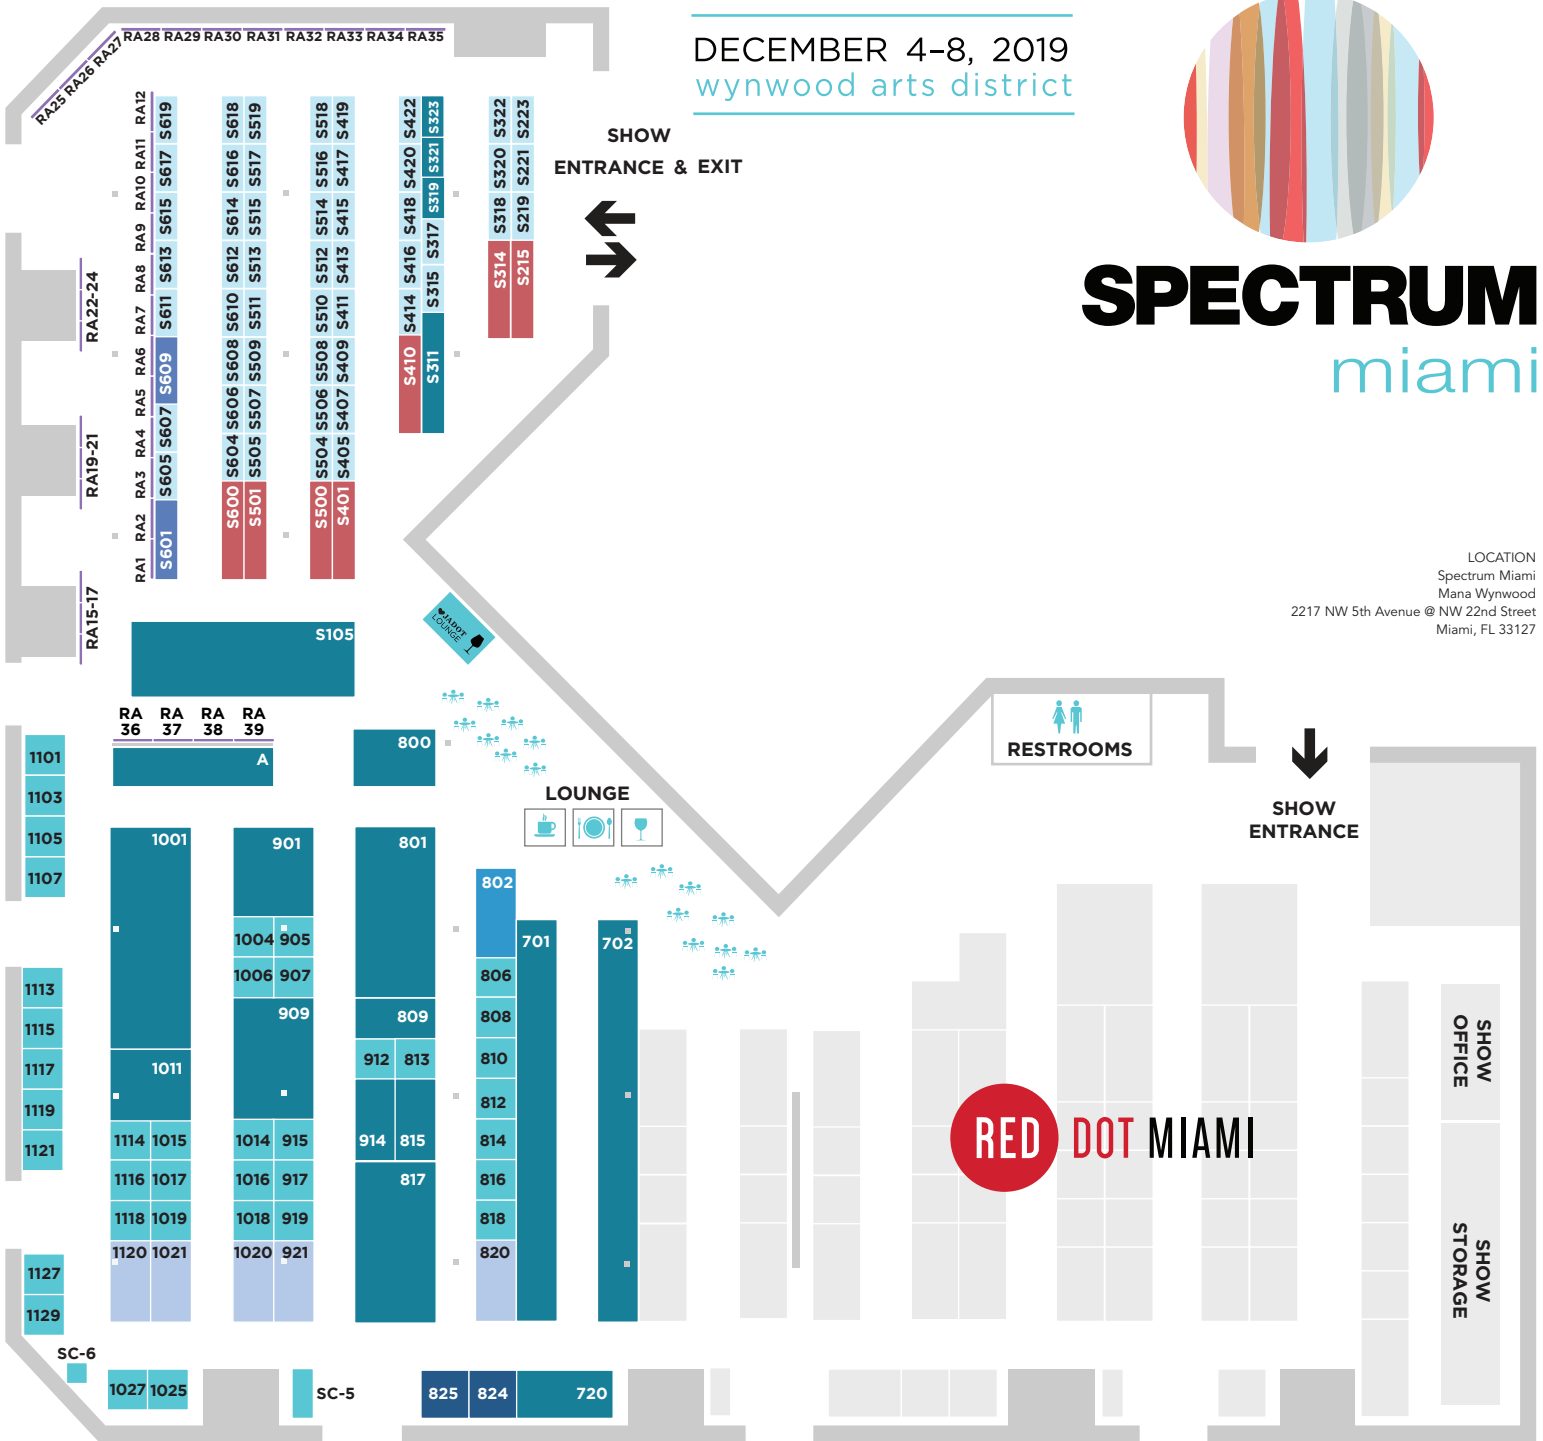 DECEMBER 4–8, 2019
wynwood arts district
SPECTRUM
miami
LOCATION
Spectrum Miami
Mana Wynwood
2217 NW 5th Avenue @ NW 22nd Street
Miami, FL 33127
SHOW
ENTRANCE & EXIT
RA25 RA26 RA27
RA28 RA29 RA30 RA31 RA32 RA33 RA34 RA35
RA12
RA11
RA10
RA9
RA8
RA7
RA6
RA5
RA4
RA3
RA2
RA1
RA22-24
RA19-21
RA15-17
S619
S617
S615
S613
S611
S609
S607
S605
S601
S618
S616
S614
S612
S610
S608
S606
S604
S600
S519
S517
S515
S513
S511
S509
S507
S505
S501
S518
S516
S514
S512
S510
S508
S506
S504
S500
S419
S417
S415
S413
S411
S409
S407
S405
S401
S422
S420
S418
S416
S414
S410
S323
S321
S319
S317
S315
S311
S322
S320
S318
S314
S223
S221
S219
S215
JADOT
LOUNGE
S105
RA 36
RA 37
RA 38
RA 39
A
800
LOUNGE
RESTROOMS
SHOW
ENTRANCE
1101
1103
1105
1107
1113
1115
1117
1119
1121
1127
1129
1001
1011
1114 1015
1116 1017
1118 1019
1120 1021
901
1004 905
1006 907
909
1014 915
1016 917
1018 919
1020 921
801
809
912 813
914 815
817
802
806
808
810
812
814
816
818
820
701
702
RED DOT MIAMI
SHOW
OFFICE
SHOW
STORAGE
SC-6
1027 1025
SC-5
825 824 720